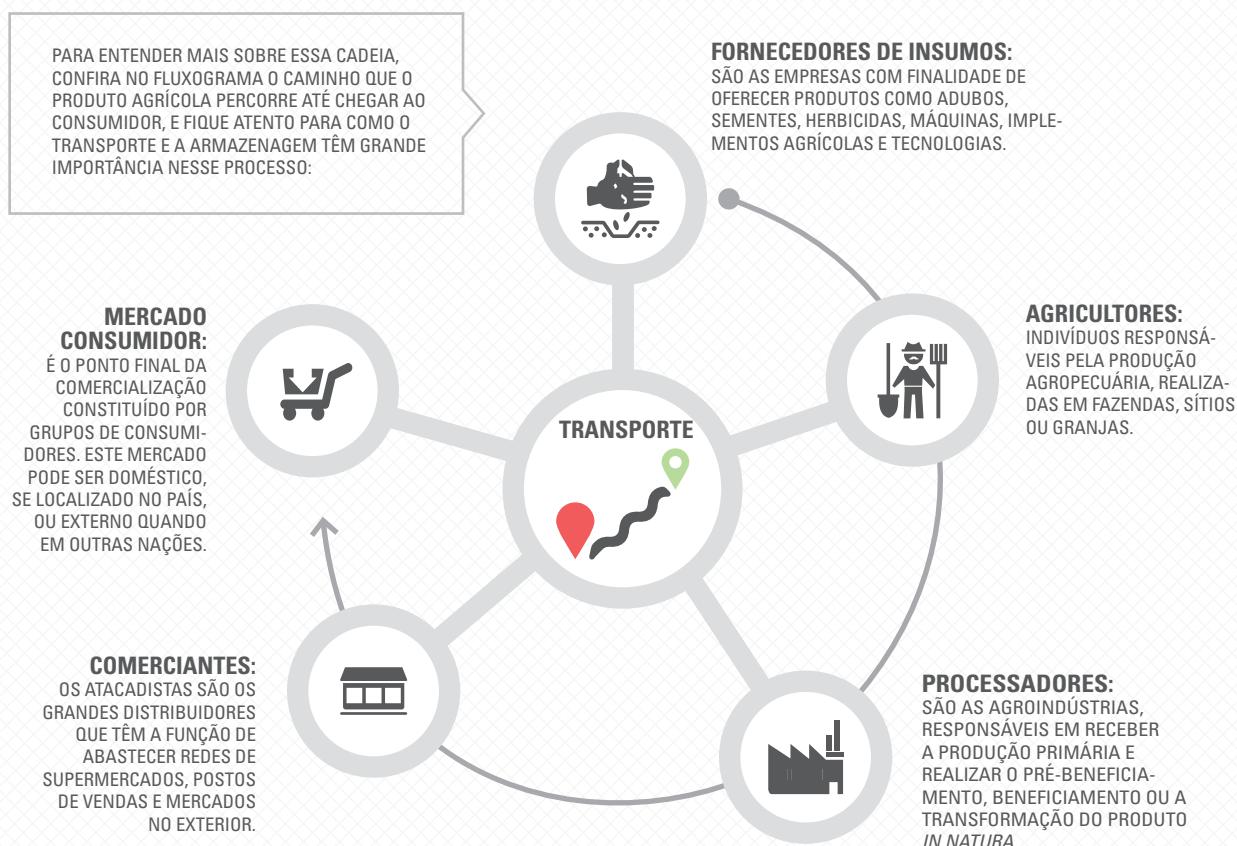 PARA ENTENDER MAIS SOBRE ESSA CADEIA,
CONFIRA NO FLUXOGRAMA O CAMINHO QUE O
PRODUTO AGRÍCOLA PERCORRE ATÉ CHEGAR AO
CONSUMIDOR, E FIQUE ATENTO PARA COMO O
TRANSPORTE E A ARMAZENAGEM TÊM GRANDE
IMPORTÂNCIA NESSE PROCESSO:
FORNECEDORES DE INSUMOS:
SÃO AS EMPRESAS COM FINALIDADE DE
OFERECER PRODUTOS COMO ADUBOS,
SEMENTES, HERBICIDAS, MÁQUINAS, IMPLE-
MENTOS AGRÍCOLAS E TECNOLOGIAS.
AGRICULTORES:
INDIVÍDUOS RESPONSÁ-
VEIS PELA PRODUÇÃO
AGROPECUÁRIA, REALIZA-
DAS EM FAZENDAS, SÍTIOS
OU GRANJAS.
TRANSPORTE
PROCESSADORES:
SÃO AS AGROINDÚSTRIAS,
RESPONSÁVEIS EM RECEBER
A PRODUÇÃO PRIMÁRIA E
REALIZAR O PRÉ-BENEFICIA-
MENTO, BENEFICIAMENTO OU A
TRANSFORMAÇÃO DO PRODUTO
IN NATURA
COMERCIANTES:
OS ATACADISTAS SÃO OS
GRANDES DISTRIBUIDORES
QUE TÊM A FUNÇÃO DE
ABASTECER REDES DE
SUPERMERCADOS, POSTOS
DE VENDAS E MERCADOS
NO EXTERIOR.
MERCADO
CONSUMIDOR:
É O PONTO FINAL DA
COMERCIALIZAÇÃO
CONSTITUÍDO POR
GRUPOS DE CONSUMI-
DORES. ESTE MERCADO
PODE SER DOMÉSTICO,
SE LOCALIZADO NO PAÍS,
OU EXTERNO QUANDO
EM OUTRAS NAÇÕES.